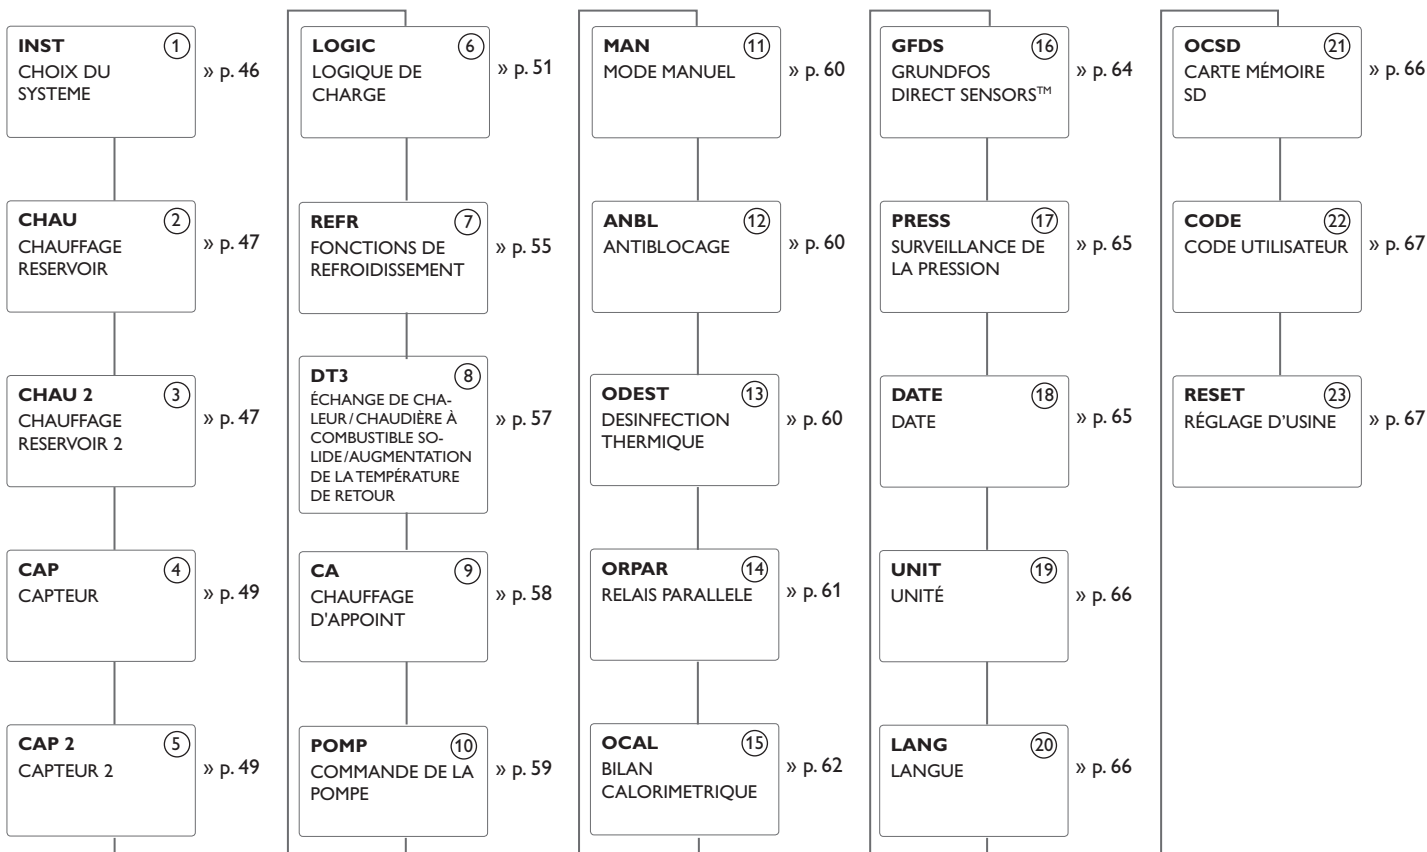 INST ①
CHOIX DU
SYSTEME
» p. 46
CHAU ②
CHAUFFAGE
RESERVOIR
» p. 47
CHAU 2 ③
CHAUFFAGE
RESERVOIR 2
» p. 47
CAP ④
CAPTEUR
» p. 49
CAP 2 ⑤
CAPTEUR 2
» p. 49
LOGIC ⑥
LOGIQUE DE
CHARGE
» p. 51
REFR ⑦
FONCTIONS DE
REFROIDISSEMENT
» p. 55
DT3 ⑧
ÉCHANGE DE CHA-
LEUR/CHAUDIÈRE À
COMBUSTIBLE SO-
LIDE/AUGMENTATION
DE LA TEMPÉRATURE
DE RETOUR
» p. 57
CA ⑨
CHAUFFAGE
D'APPOINT
» p. 58
POMP ⑩
COMMANDE DE LA
POMPE
» p. 59
MAN ⑪
MODE MANUEL
» p. 60
ANBL ⑫
ANTIBLOCAGE
» p. 60
ODEST ⑬
DESINFECTION
THERMIQUE
» p. 60
ORPAR ⑭
RELAIS PARALLELE
» p. 61
OCAL ⑮
BILAN
CALORIMETRIQUE
» p. 62
GFDS ⑯
GRUNDFOS
DIRECT SENSORS™
» p. 64
PRESS ⑰
SURVEILLANCE DE
LA PRESSION
» p. 65
DATE ⑱
DATE
» p. 65
UNIT ⑲
UNITÉ
» p. 66
LANG ⑳
LANGUE
» p. 66
OCSD ㉑
CARTE MÉMOIRE
SD
» p. 66
CODE ㉒
CODE UTILISATEUR
» p. 67
RESET ㉓
RÉGLAGE D’USINE
» p. 67